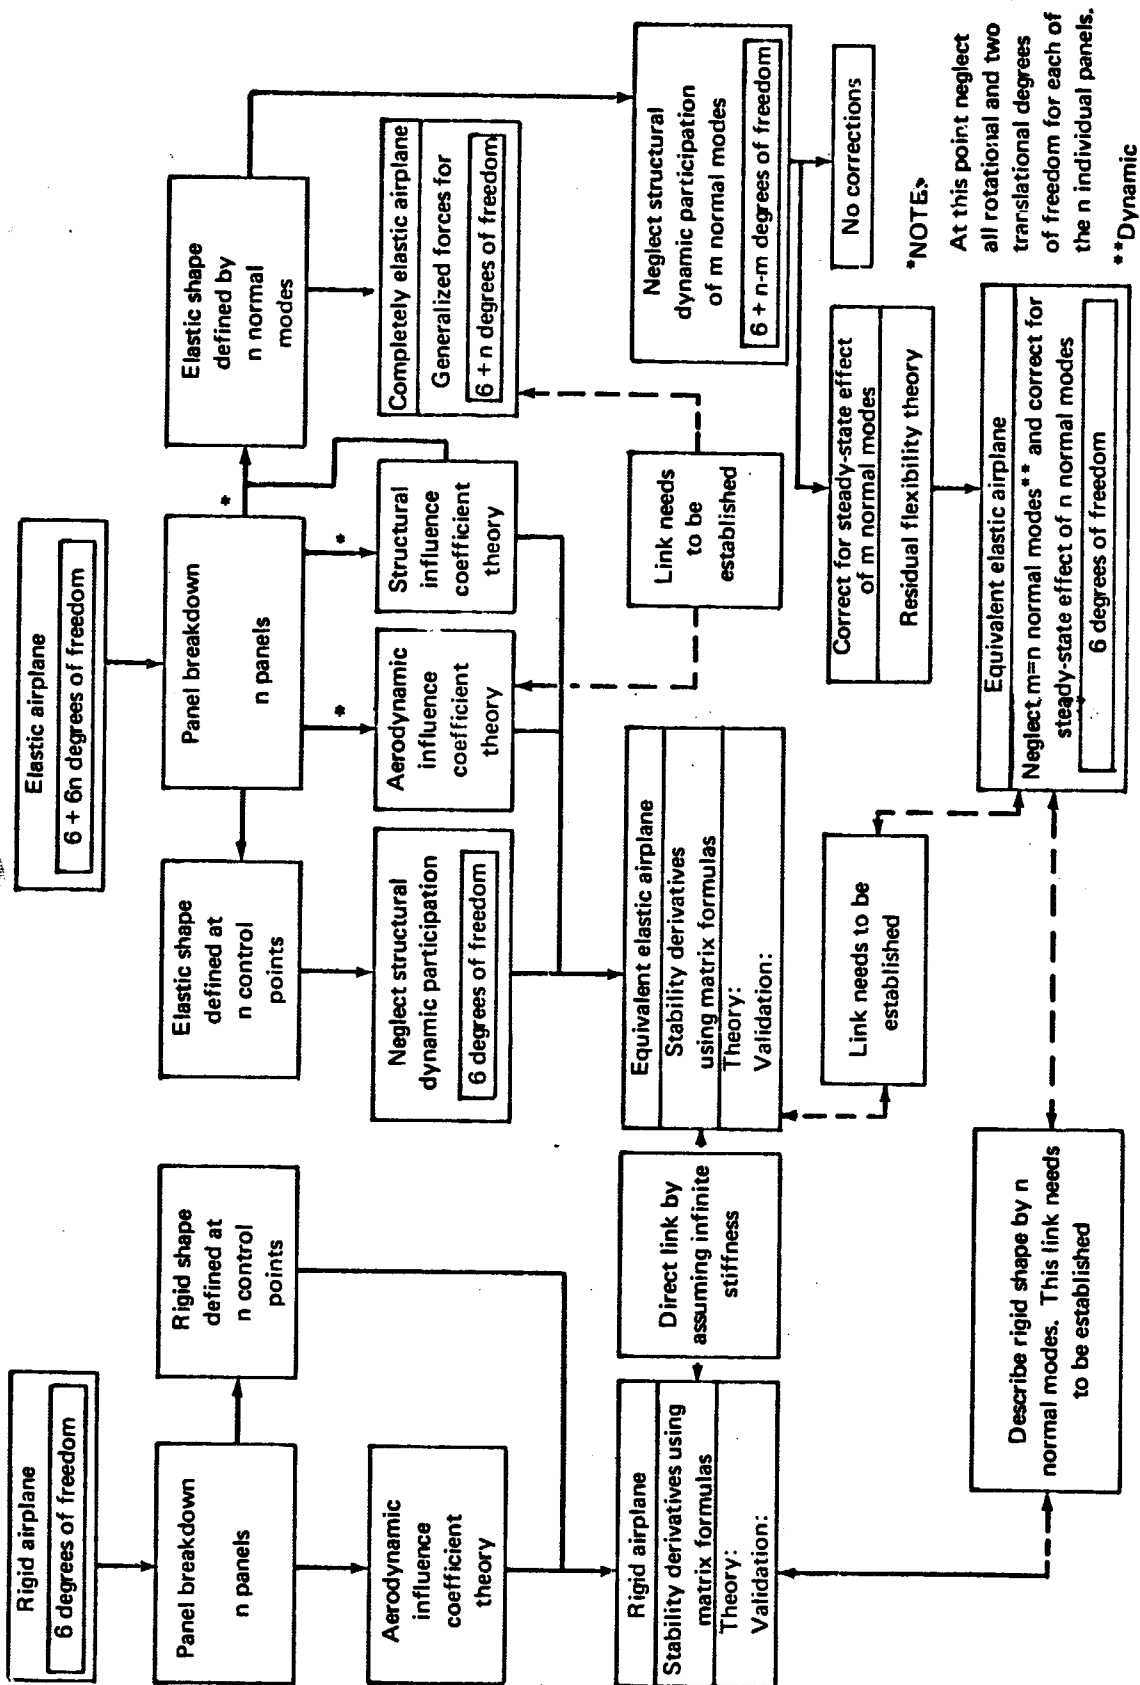 Rigid airplane
6 degrees of freedom
Panel breakdown
n panels
Rigid shape
defined at
n control
points
Aerodynamic
influence
coefficient
theory
Rigid airplane
Stability derivatives using
matrix formulas
Theory:
Validation:
Direct link by
assuming infinite
stiffness
Describe rigid shape by n
normal modes. This link needs
to be established
Elastic airplane
6 + 6n degrees of freedom
Panel breakdown
n panels
Elastic shape
defined at
n control
points
Elastic shape
defined by
n normal
modes
*
*
*
Neglect structural
dynamic participation
6 degrees of freedom
Aerodynamic
influence
coefficient
theory
Structural
influence
coefficient
theory
Completely elastic airplane
Generalized forces for
6 + n degrees of freedom
Equivalent elastic airplane
Stability derivatives
using matrix formulas
Theory:
Validation:
Link needs
to be
established
Neglect structural
dynamic participation
of m normal modes
6 + n-m degrees of freedom
Link needs to be
established
Correct for steady-state effect
of m normal modes
Residual flexibility theory
No corrections
Equivalent elastic airplane
Neglect m=n normal modes** and correct for
steady-state effect of n normal modes
6 degrees of freedom
*NOTE:
At this point neglect
all rotational and two
translational degrees
of freedom for each of
the n individual panels.
**Dynamic